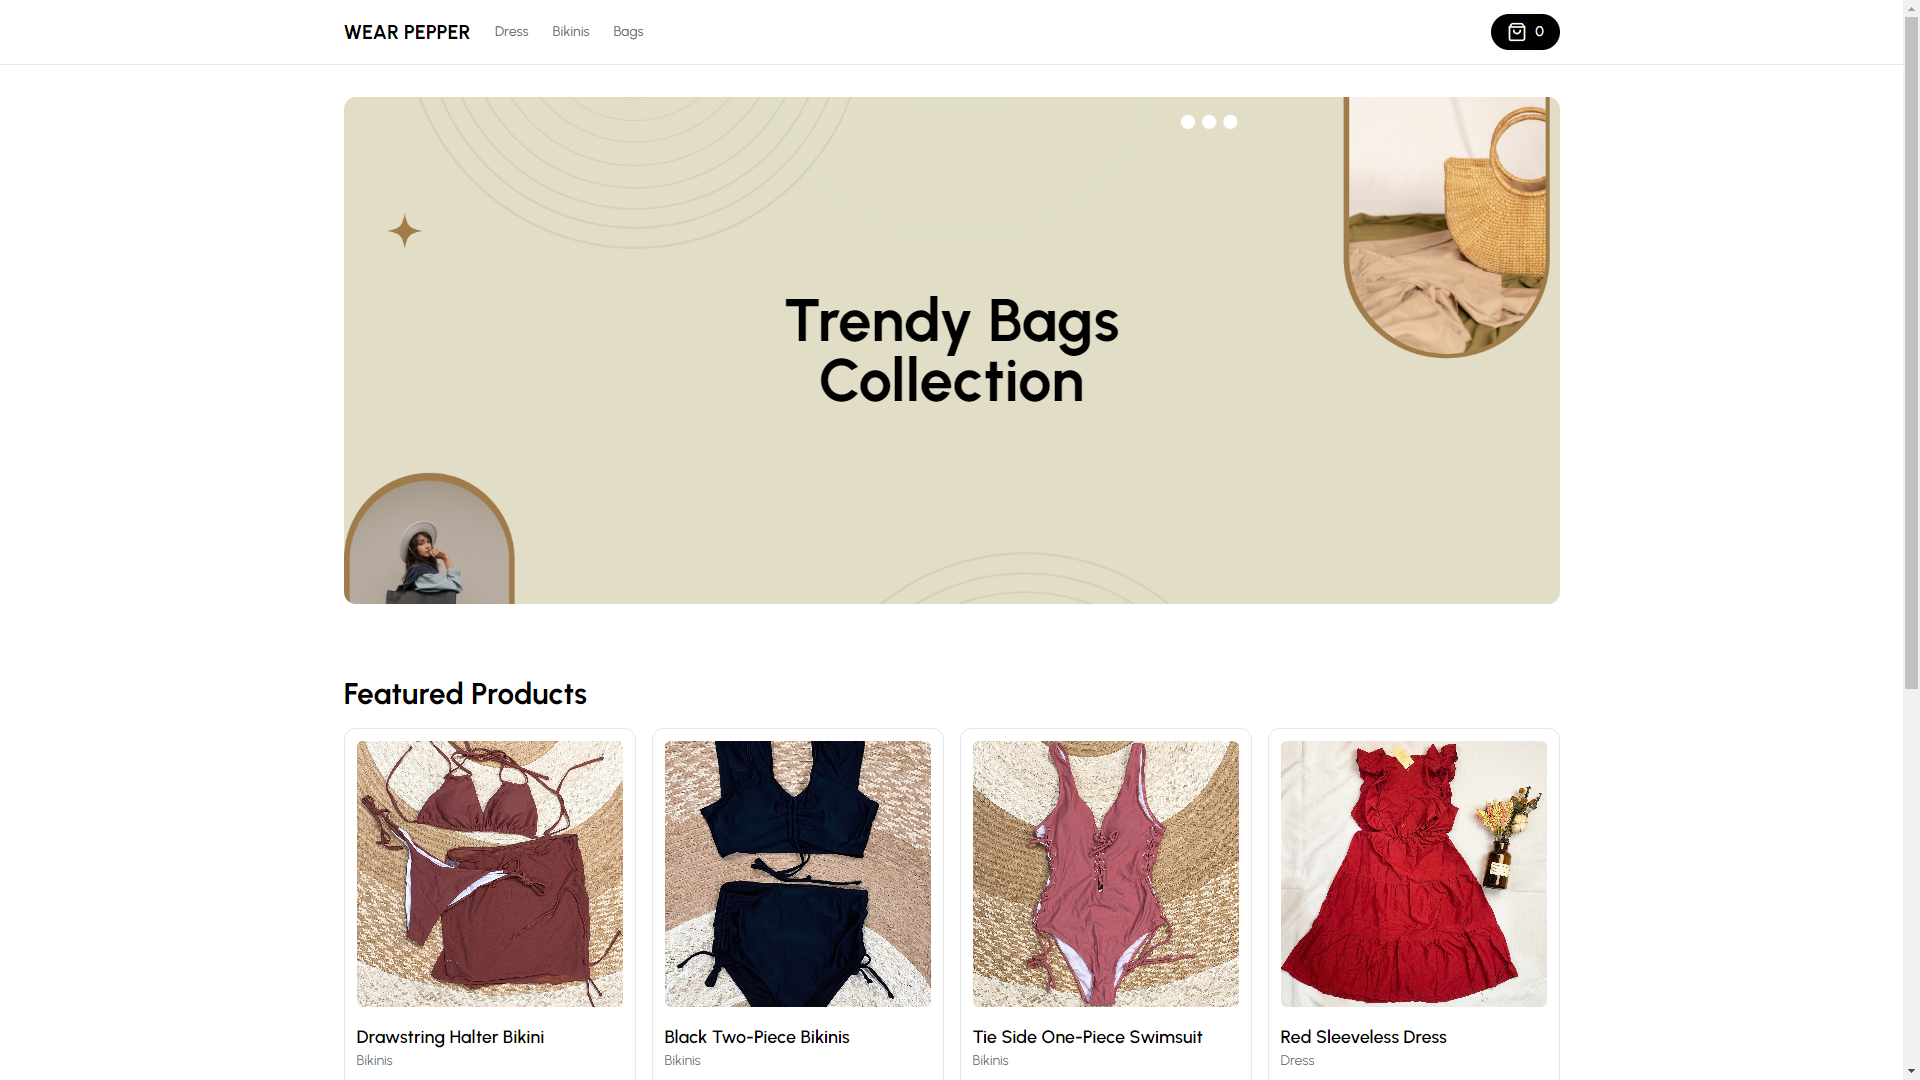 WEAR PEPPER Dress Bikinis Bags 0
Trendy Bags
Collection
Featured Products
Drawstring Halter Bikini
Bikinis
Black Two-Piece Bikinis
Bikinis
Tie Side One-Piece Swimsuit
Bikinis
Red Sleeveless Dress
Dress